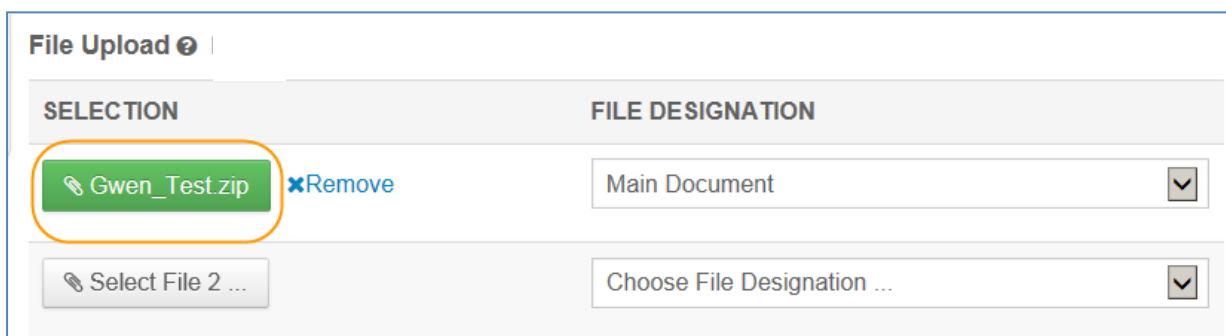 File Upload
SELECTION FILE DESIGNATION
Gwen_Test.zip Remove Main Document
Select File 2 ... Choose File Designation ...